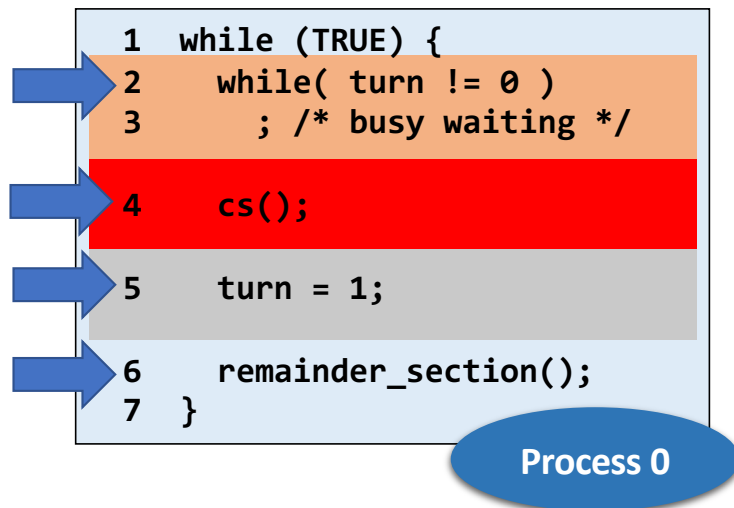 1 while (TRUE) {
2 while( turn != 0 )
3 ; /* busy waiting */
4 cs();
5 turn = 1;
6 remainder_section();
7 }
Process 0